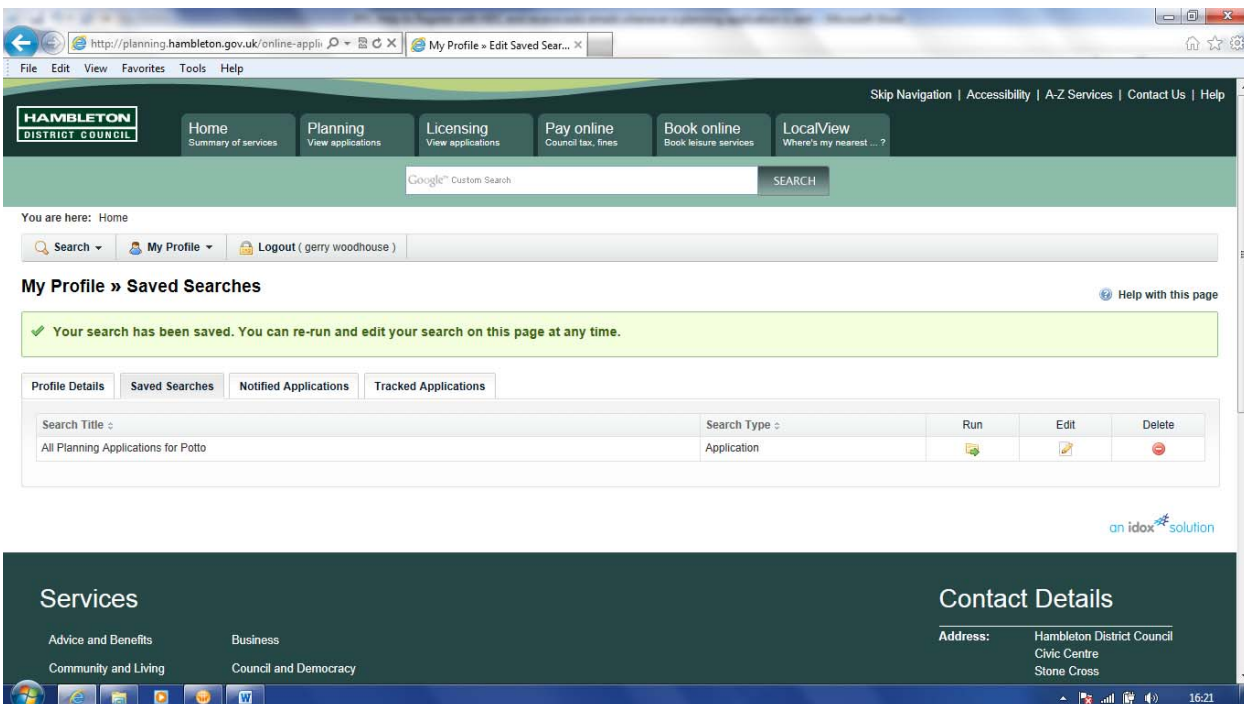 http://planning.hambleton.gov.uk/online-appli
My Profile » Edit Saved Sear...
File Edit View Favorites Tools Help
Skip Navigation | Accessibility | A-Z Services | Contact Us | Help
HAMBLETON
DISTRICT COUNCIL
Home Planning Licensing Pay online Book online LocalView
Summary of services View applications View applications Council tax, fines Book leisure services Where's my nearest ... ?
Google™ Custom Search SEARCH
You are here: Home
Search My Profile Logout ( gerry woodhouse )
My Profile » Saved Searches
Help with this page
Your search has been saved. You can re-run and edit your search on this page at any time.
Profile Details Saved Searches Notified Applications Tracked Applications
Search Title Search Type Run Edit Delete
All Planning Applications for Potto Application
an idox solution
Services Contact Details
Advice and Benefits Business Address: Hambleton District Council
Civic Centre
Community and Living Council and Democracy Stone Cross
16:21